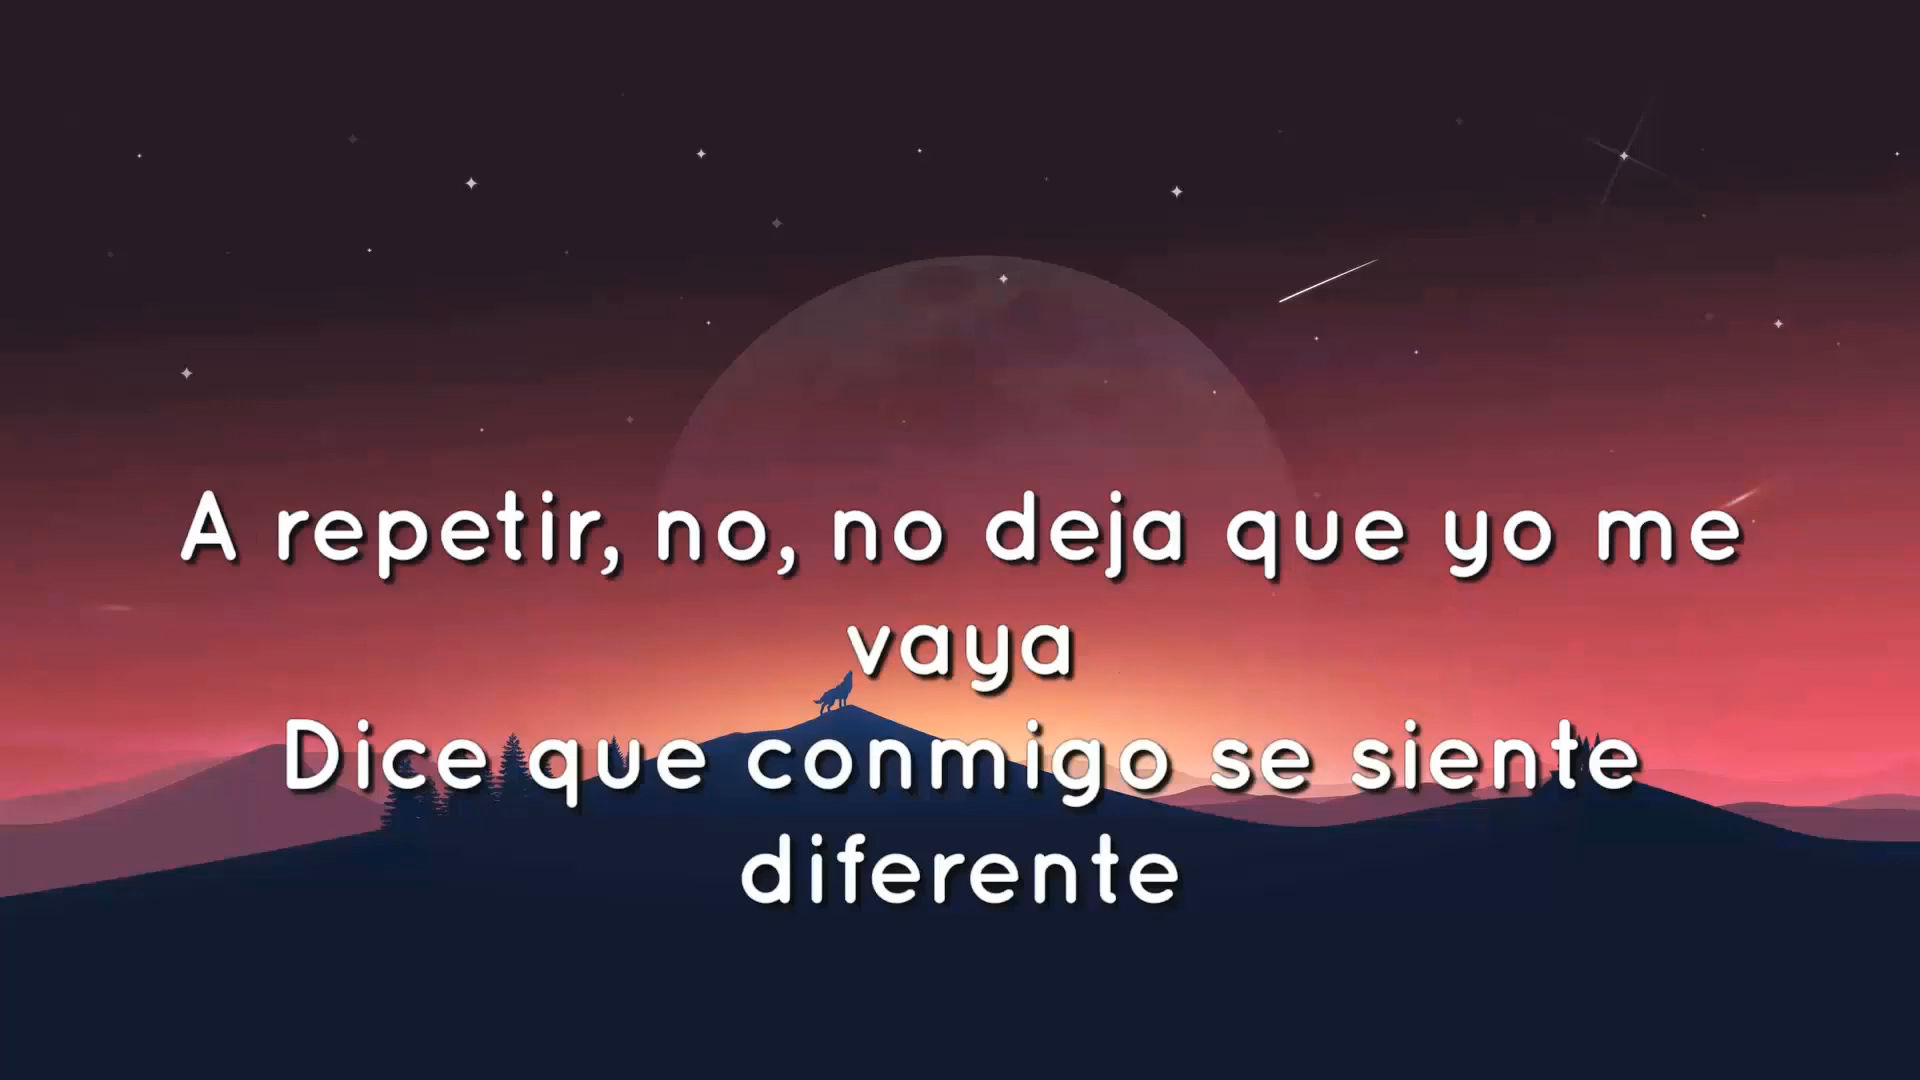 A repetir, no, no deja que yo me
vaya
Dice que conmigo se siente
diferente